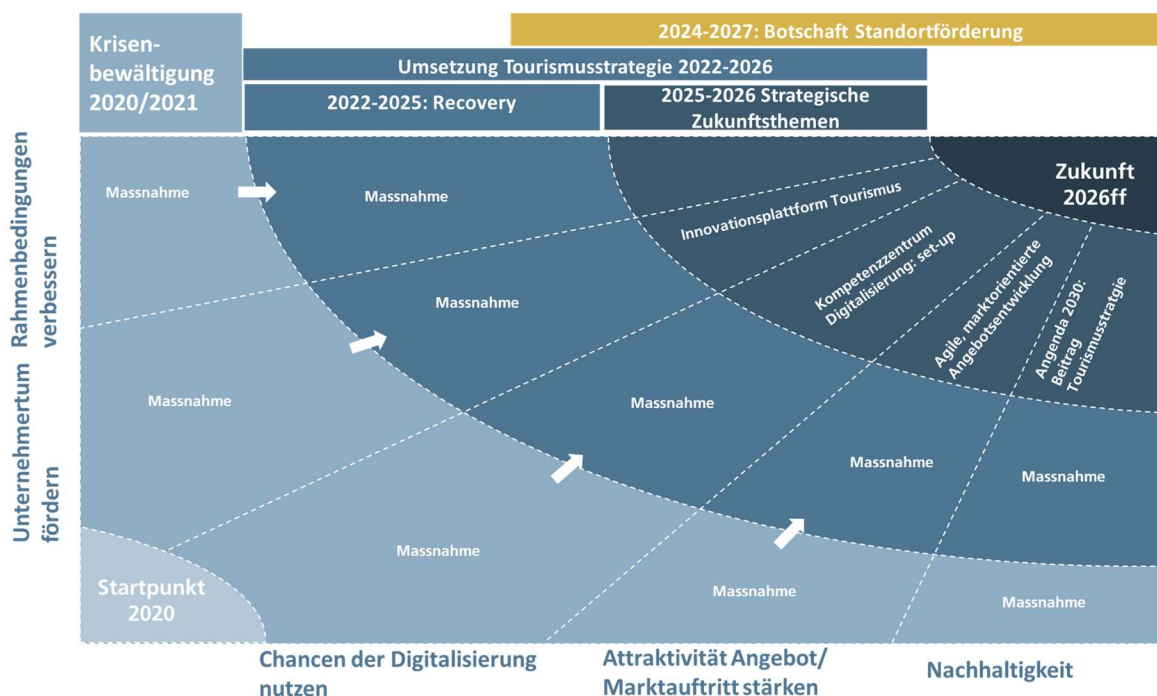 Krisen-
bewältigung
2020/2021
2024-2027: Botschaft Standortförderung
Umsetzung Tourismusstrategie 2022-2026
2022-2025: Recovery
2025-2026 Strategische
Zukunftsthemen
Rahmenbedingungen
verbessern
Unternehmertum
fördern
Massnahme
Massnahme
Innovationsplattform Tourismus
Zukunft
2026ff
Massnahme
Massnahme
Kompetenzzentrum
Digitalisierung: set-up
Agile, marktorientierte
Angebotsentwicklung
Angenda 2030:
Beitrag
Tourismusstratgie
Massnahme
Massnahme
Massnahme
Massnahme
Massnahme
Massnahme
Startpunkt
2020
Chancen der Digitalisierung
nutzen
Attraktivität Angebot/
Marktauftritt stärken
Nachhaltigkeit